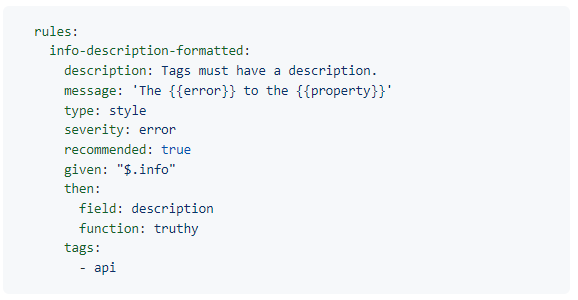 rules:
  info-description-formatted:
    description: Tags must have a description.
    message: 'The {{error}} to the {{property}}'
    type: style
    severity: error
    recommended: true
    given: "$.info"
    then:
      field: description
      function: truthy
    tags:
      - api